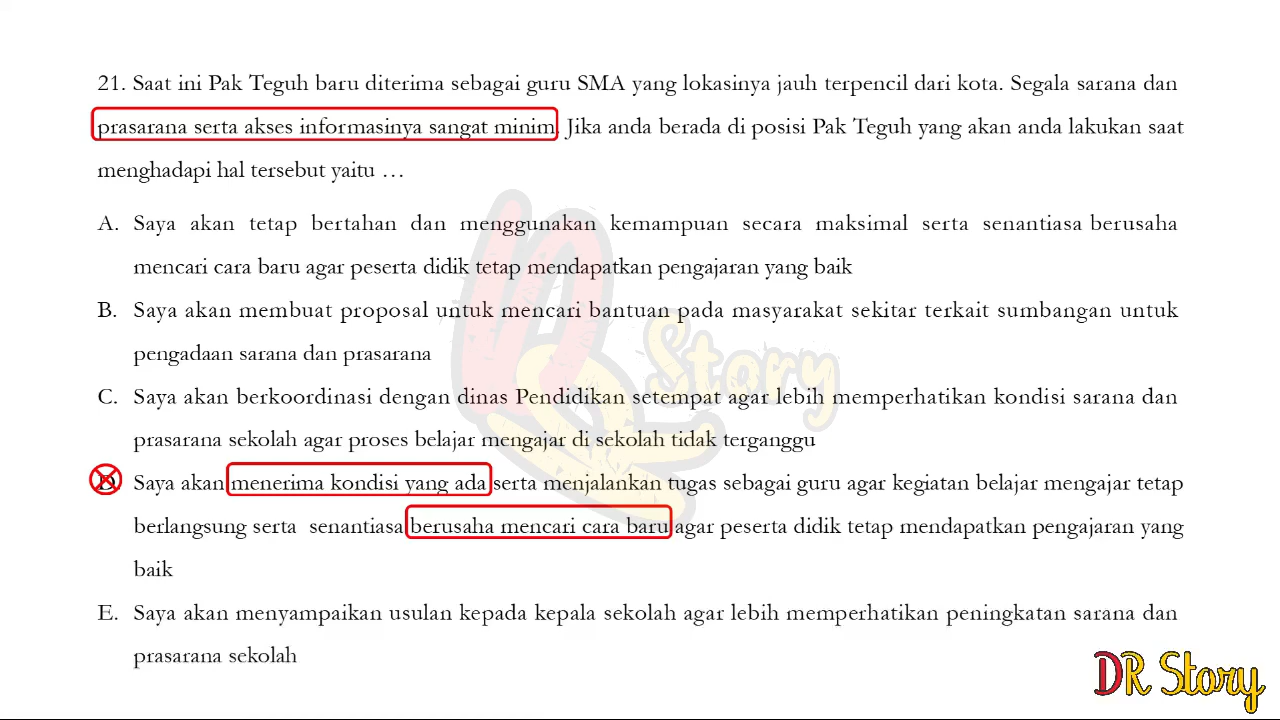 21. Saat ini Pak Teguh baru diterima sebagai guru SMA yang lokasinya jauh terpencil dari kota. Segala sarana dan
prasarana serta akses informasinya sangat minim. Jika anda berada di posisi Pak Teguh yang akan anda lakukan saat
menghadapi hal tersebut yaitu …
A. Saya akan tetap bertahan dan menggunakan kemampuan secara maksimal serta senantiasa berusaha
mencari cara baru agar peserta didik tetap mendapatkan pengajaran yang baik
B. Saya akan membuat proposal untuk mencari bantuan pada masyarakat sekitar terkait sumbangan untuk
pengadaan sarana dan prasarana
C. Saya akan berkoordinasi dengan dinas Pendidikan setempat agar lebih memperhatikan kondisi sarana dan
prasarana sekolah agar proses belajar mengajar di sekolah tidak terganggu
D. Saya akan menerima kondisi yang ada serta menjalankan tugas sebagai guru agar kegiatan belajar mengajar tetap
berlangsung serta senantiasa berusaha mencari cara baru agar peserta didik tetap mendapatkan pengajaran yang
baik
E. Saya akan menyampaikan usulan kepada kepala sekolah agar lebih memperhatikan peningkatan sarana dan
prasarana sekolah
Story
DR Story